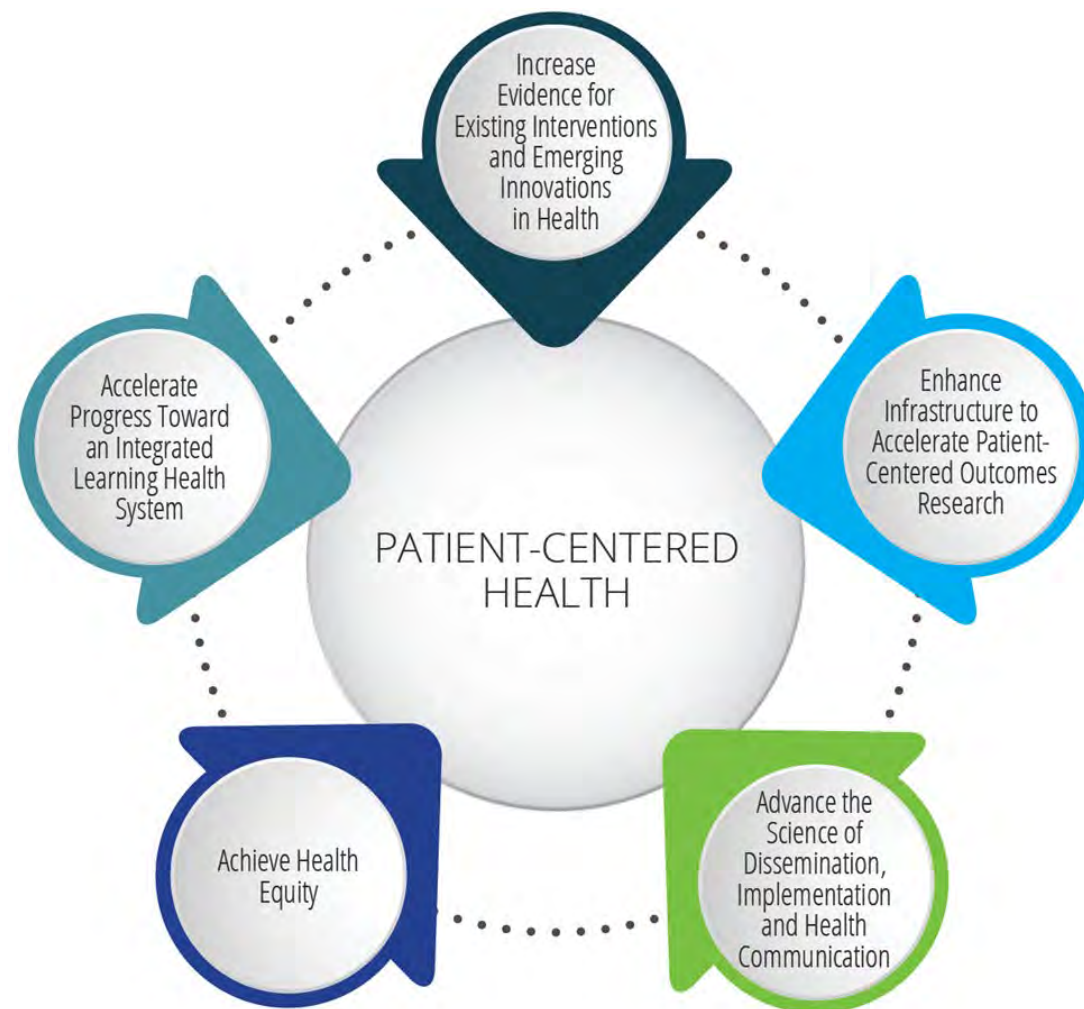 Increase
Evidence for
Existing Interventions
and Emerging
Innovations
in Health
Enhance
Infrastructure to
Accelerate Patient-
Centered Outcomes
Research
Advance the
Science of
Dissemination,
Implementation
and Health
Communication
Achieve Health
Equity
Accelerate
Progress Toward
an Integrated
Learning Health
System
PATIENT-CENTERED
HEALTH